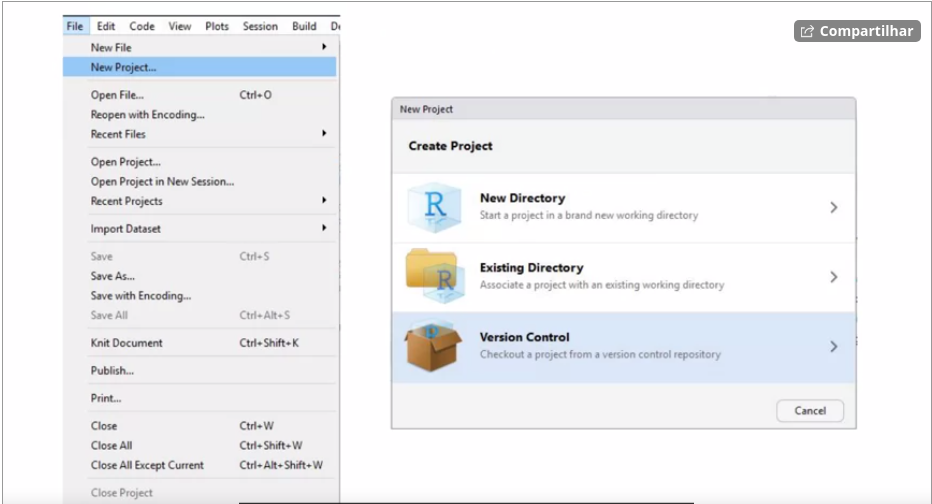 File Edit Code View Plots Session Build
New File
New Project...
Open File... Ctrl+O
Reopen with Encoding...
Recent Files
Open Project...
Open Project in New Session...
Recent Projects
Import Dataset
Save Ctrl+S
Save As...
Save with Encoding...
Save All Ctrl+Alt+S
Knit Document Ctrl+Shift+K
Publish...
Print...
Close Ctrl+W
Close All Ctrl+Shift+W
Close All Except Current Ctrl+Alt+Shift+W
Close Project
Compartilhar
New Project
Create Project
R
New Directory
Start a project in a brand new working directory
R
Existing Directory
Associate a project with an existing working directory
Version Control
Checkout a project from a version control repository
Cancel